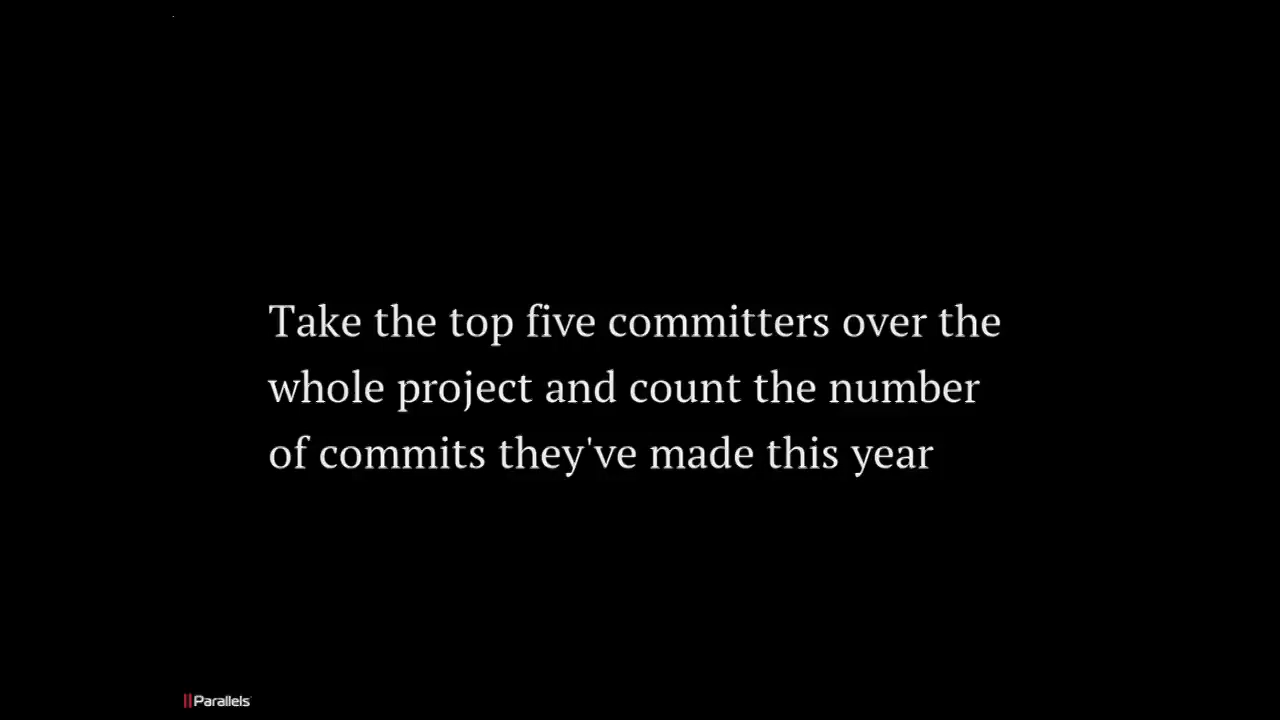 Take the top five committers over the
whole project and count the number
of commits they've made this year
Parallels